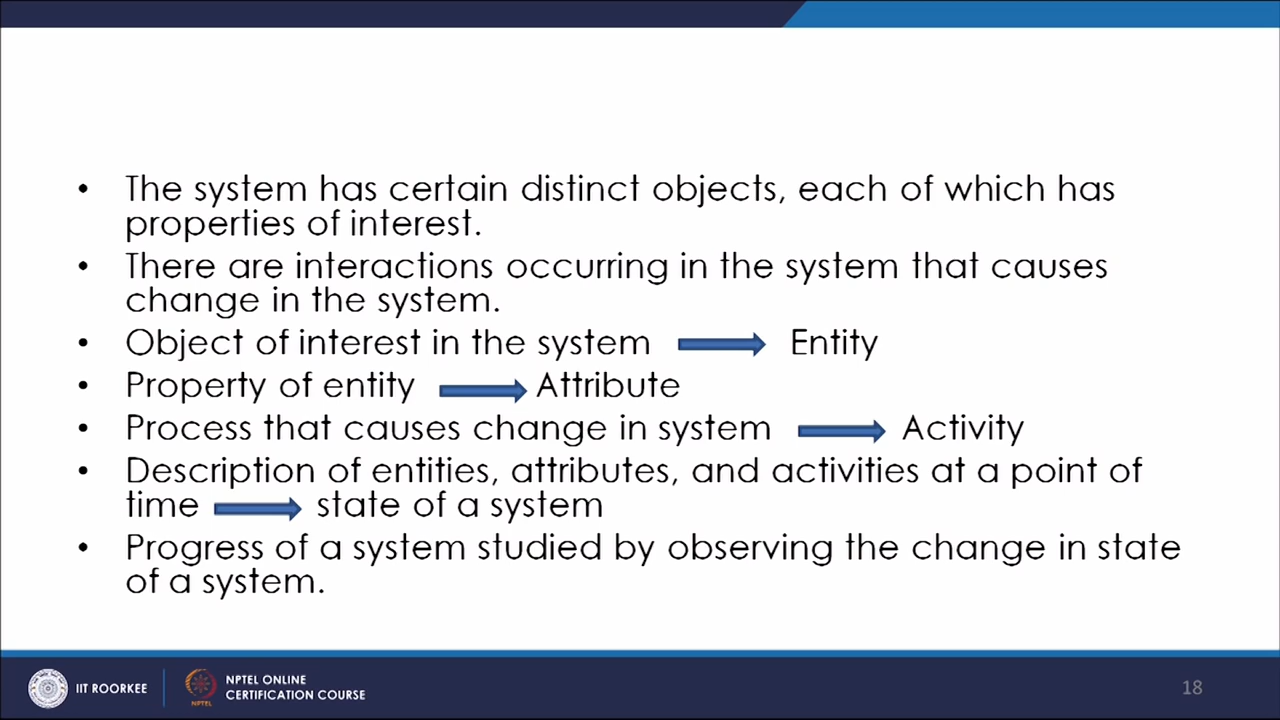 • The system has certain distinct objects, each of which has
properties of interest.
• There are interactions occurring in the system that causes
change in the system.
• Object of interest in the system Entity
• Property of entity Attribute
• Process that causes change in system Activity
• Description of entities, attributes, and activities at a point of
time state of a system
• Progress of a system studied by observing the change in state
of a system.
IIT ROORKEE
NPTEL
NPTEL ONLINE
CERTIFICATION COURSE
18